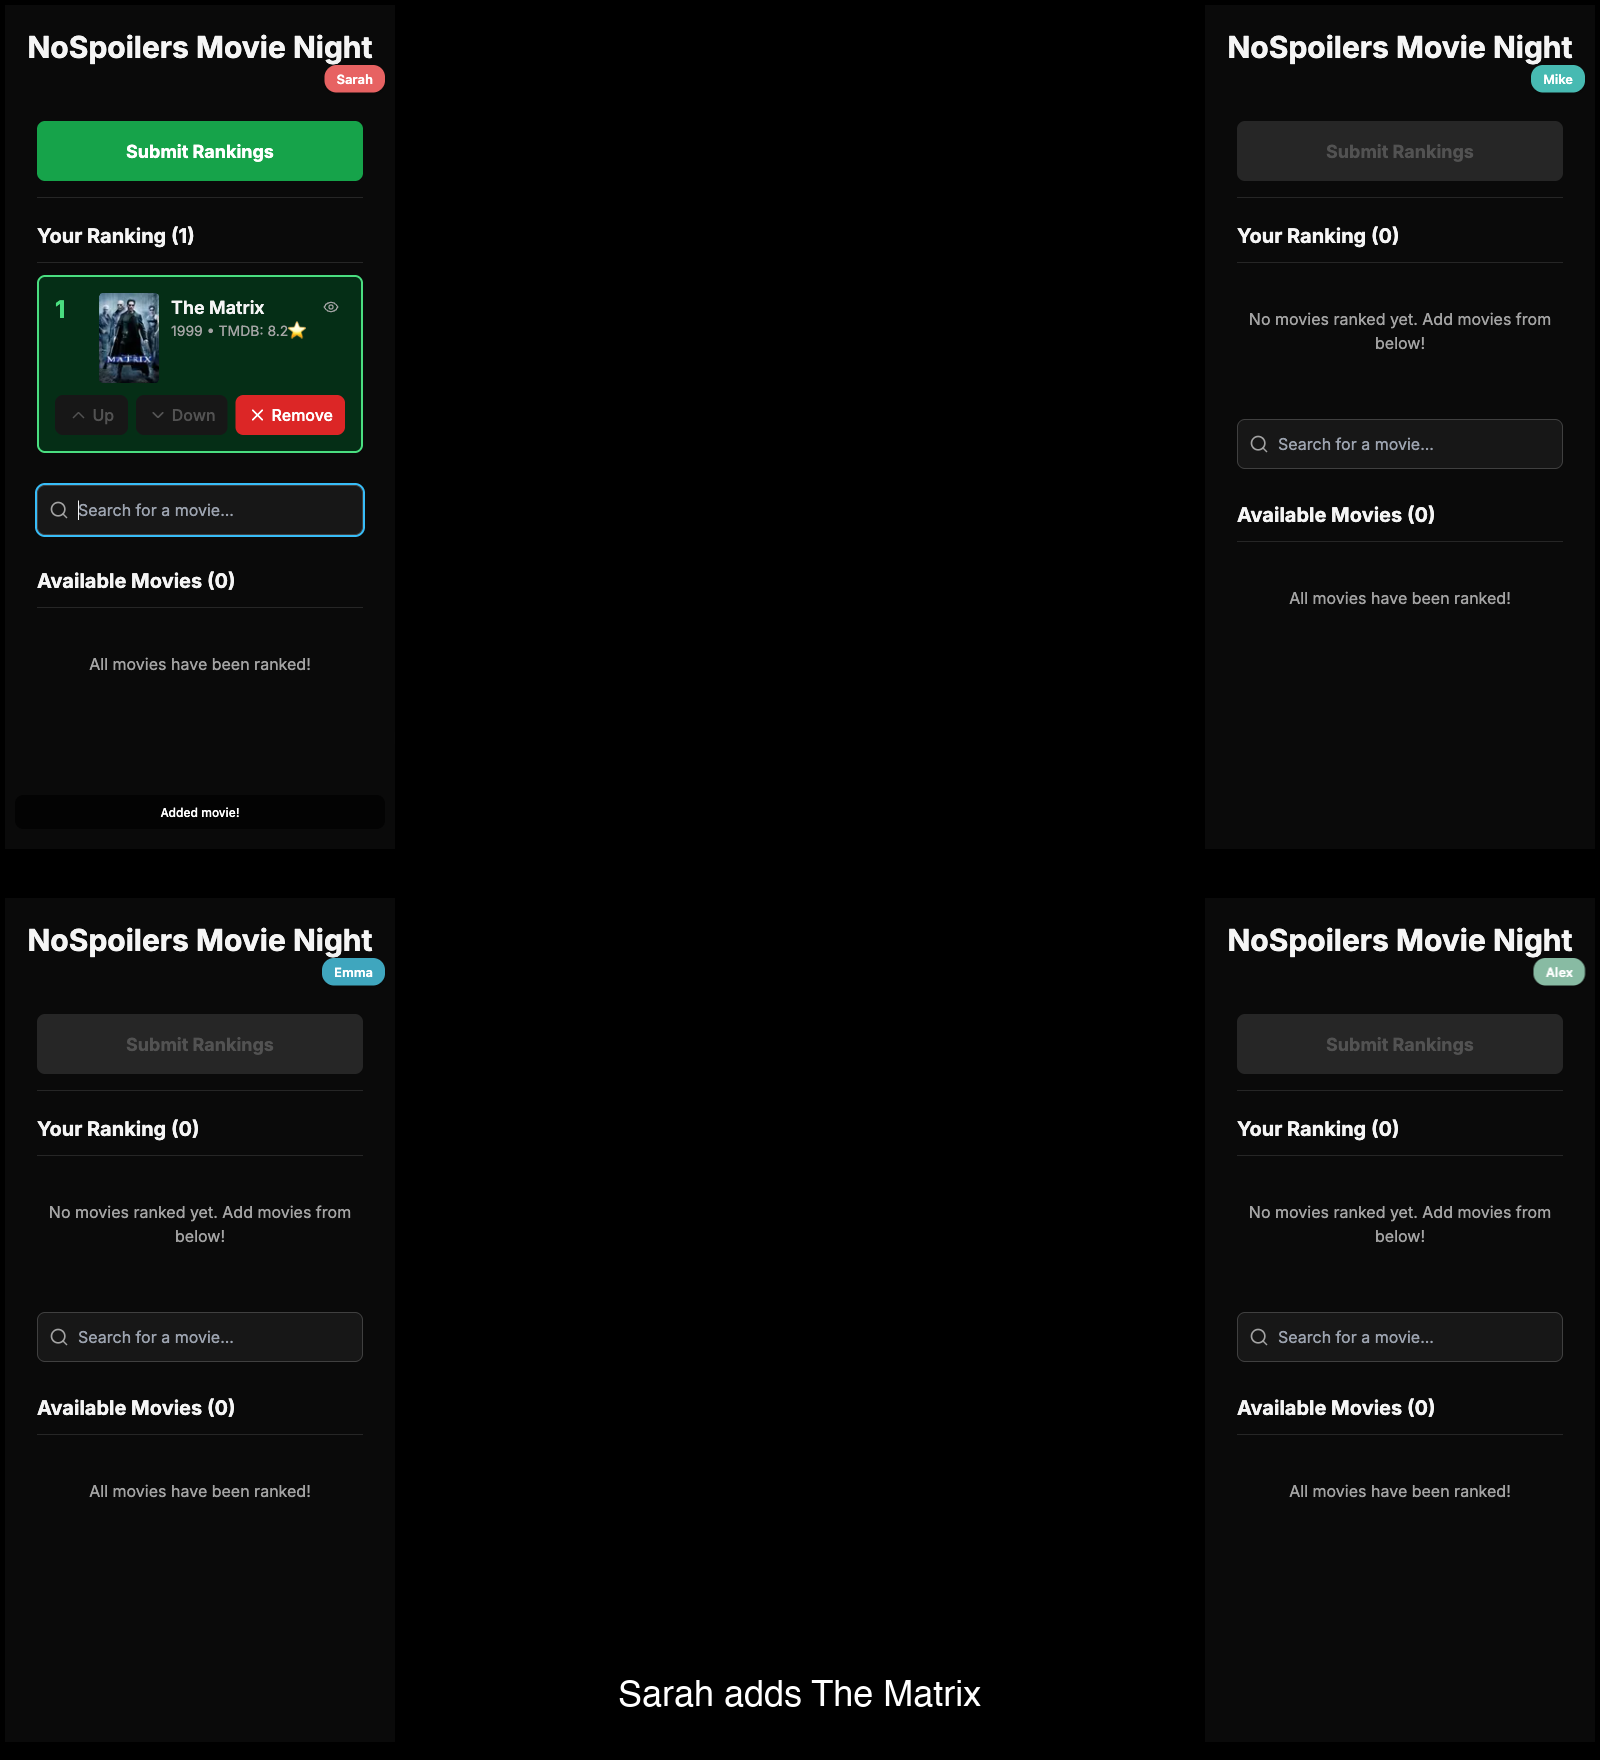 NoSpoilers Movie Night
Sarah
Submit Rankings
Your Ranking (1)
1
The Matrix
1999 • TMDB: 8.2⭐
MATRIX
Up
Down
Remove
Search for a movie...
Available Movies (0)
All movies have been ranked!
Added movie!
NoSpoilers Movie Night
Mike
Submit Rankings
Your Ranking (0)
No movies ranked yet. Add movies from
below!
Search for a movie...
Available Movies (0)
All movies have been ranked!
NoSpoilers Movie Night
Emma
Submit Rankings
Your Ranking (0)
No movies ranked yet. Add movies from
below!
Search for a movie...
Available Movies (0)
All movies have been ranked!
NoSpoilers Movie Night
Alex
Submit Rankings
Your Ranking (0)
No movies ranked yet. Add movies from
below!
Search for a movie...
Available Movies (0)
All movies have been ranked!
Sarah adds The Matrix